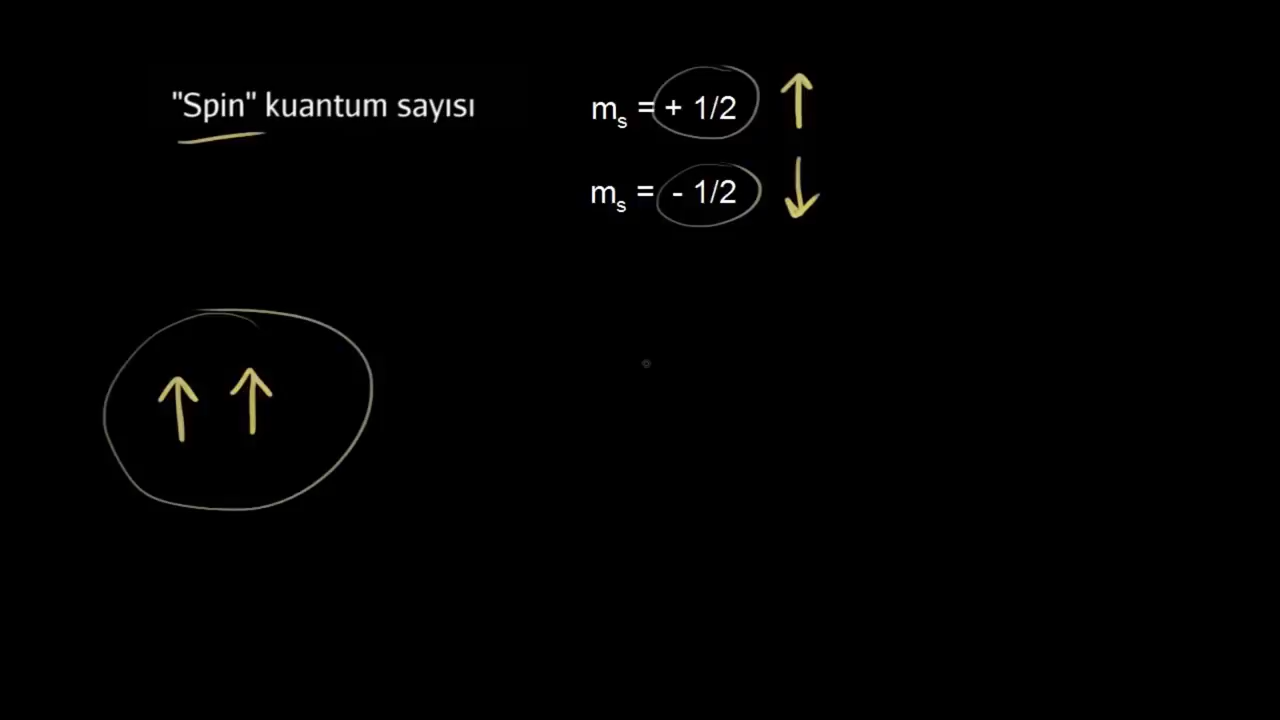 "Spin" kuantum sayısı
mₛ = + 1/2
mₛ = - 1/2